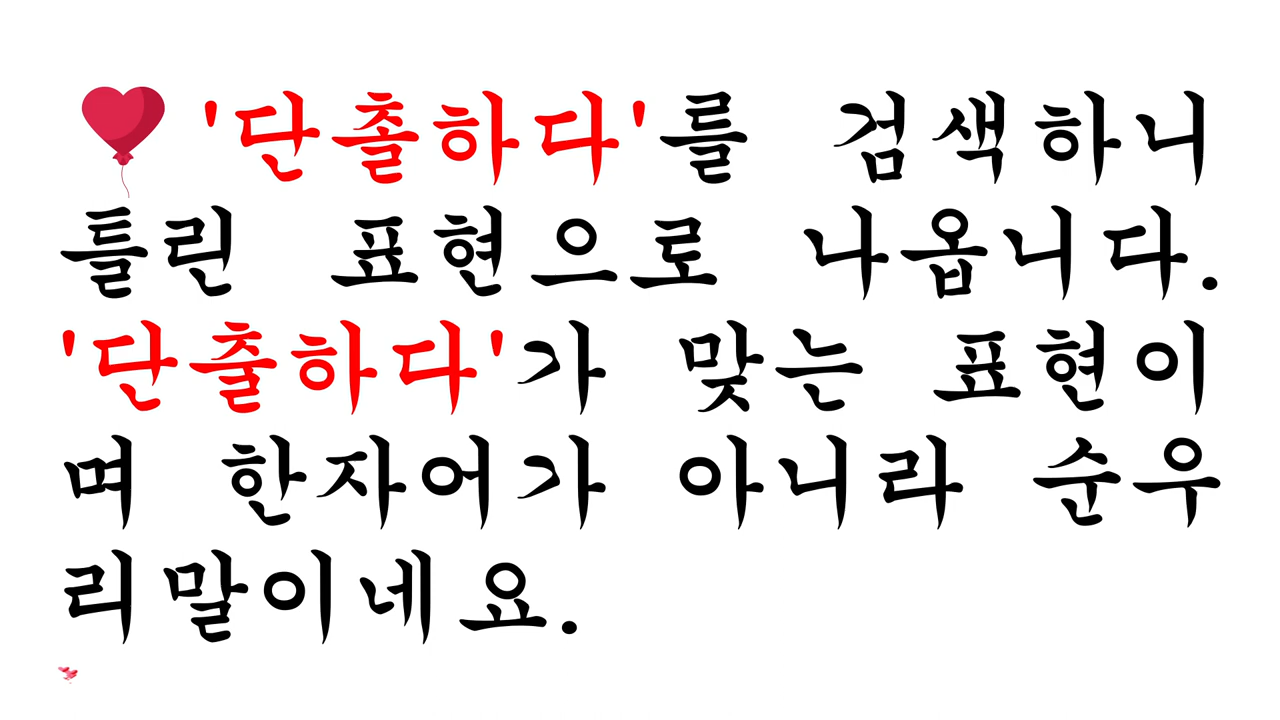 '단촐하다'를 검색하니
틀린 표현으로 나옵니다.
'단출하다'가 맞는 표현이
며 한자어가 아니라 순우
리말이네요.